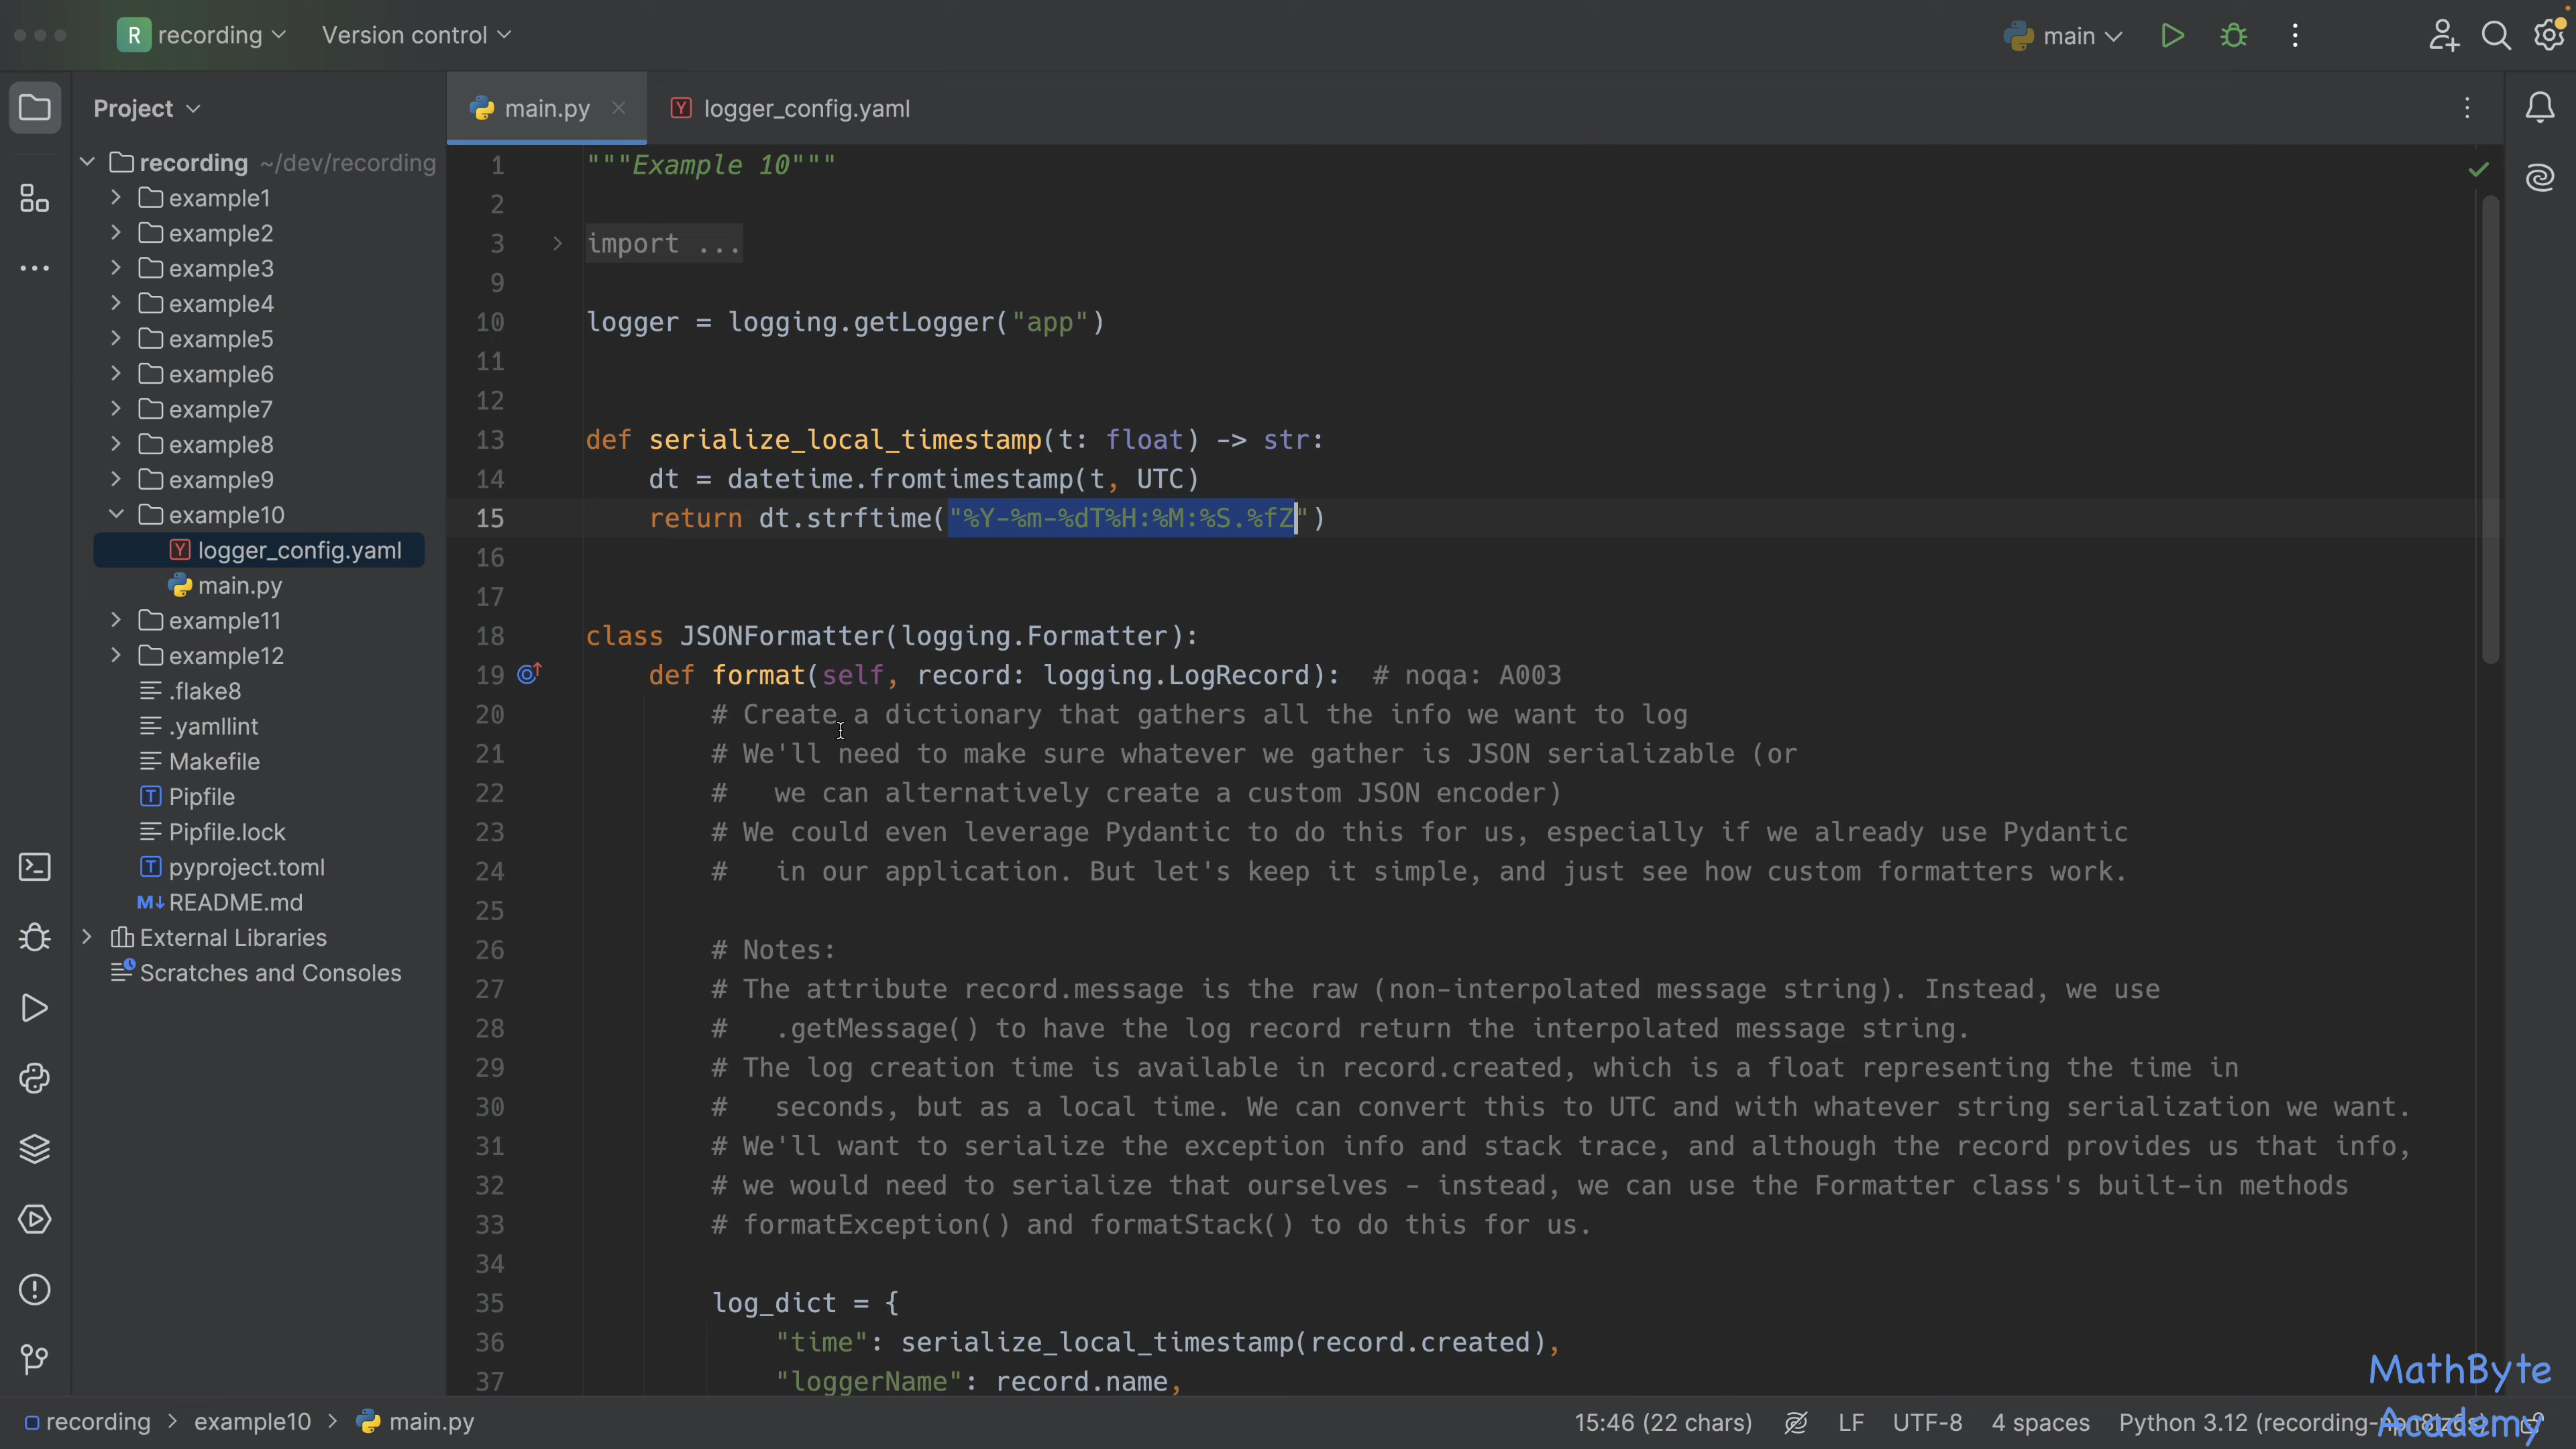 R recording Version control main
Project main.py logger_config.yaml
recording ~/dev/recording
example1
example2
example3
example4
example5
example6
example7
example8
example9
example10
Y logger_config.yaml
main.py
example11
example12
.flake8
.yamllint
Makefile
T Pipfile
Pipfile.lock
T pyproject.toml
M↓ README.md
External Libraries
Scratches and Consoles
1 """Example 10"""
2
3 import ...
9
10 logger = logging.getLogger("app")
11
12
13 def serialize_local_timestamp(t: float) -> str:
14 dt = datetime.fromtimestamp(t, UTC)
15 return dt.strftime("%Y-%m-%dT%H:%M:%S.%fZ")
16
17
18 class JSONFormatter(logging.Formatter):
19 def format(self, record: logging.LogRecord):  # noqa: A003
20 # Create a dictionary that gathers all the info we want to log
21 # We'll need to make sure whatever we gather is JSON serializable (or
22 #   we can alternatively create a custom JSON encoder)
23 # We could even leverage Pydantic to do this for us, especially if we already use Pydantic
24 #   in our application. But let's keep it simple, and just see how custom formatters work.
25
26 # Notes:
27 # The attribute record.message is the raw (non-interpolated message string). Instead, we use
28 #   .getMessage() to have the log record return the interpolated message string.
29 # The log creation time is available in record.created, which is a float representing the time in
30 #   seconds, but as a local time. We can convert this to UTC and with whatever string serialization we want.
31 # We'll want to serialize the exception info and stack trace, and although the record provides us that info,
32 # we would need to serialize that ourselves - instead, we can use the Formatter class's built-in methods
33 # formatException() and formatStack() to do this for us.
34
35 log_dict = {
36 "time": serialize_local_timestamp(record.created),
37 "loggerName": record.name,
MathByte
Academy
recording > example10 > main.py 15:46 (22 chars) LF UTF-8 4 spaces Python 3.12